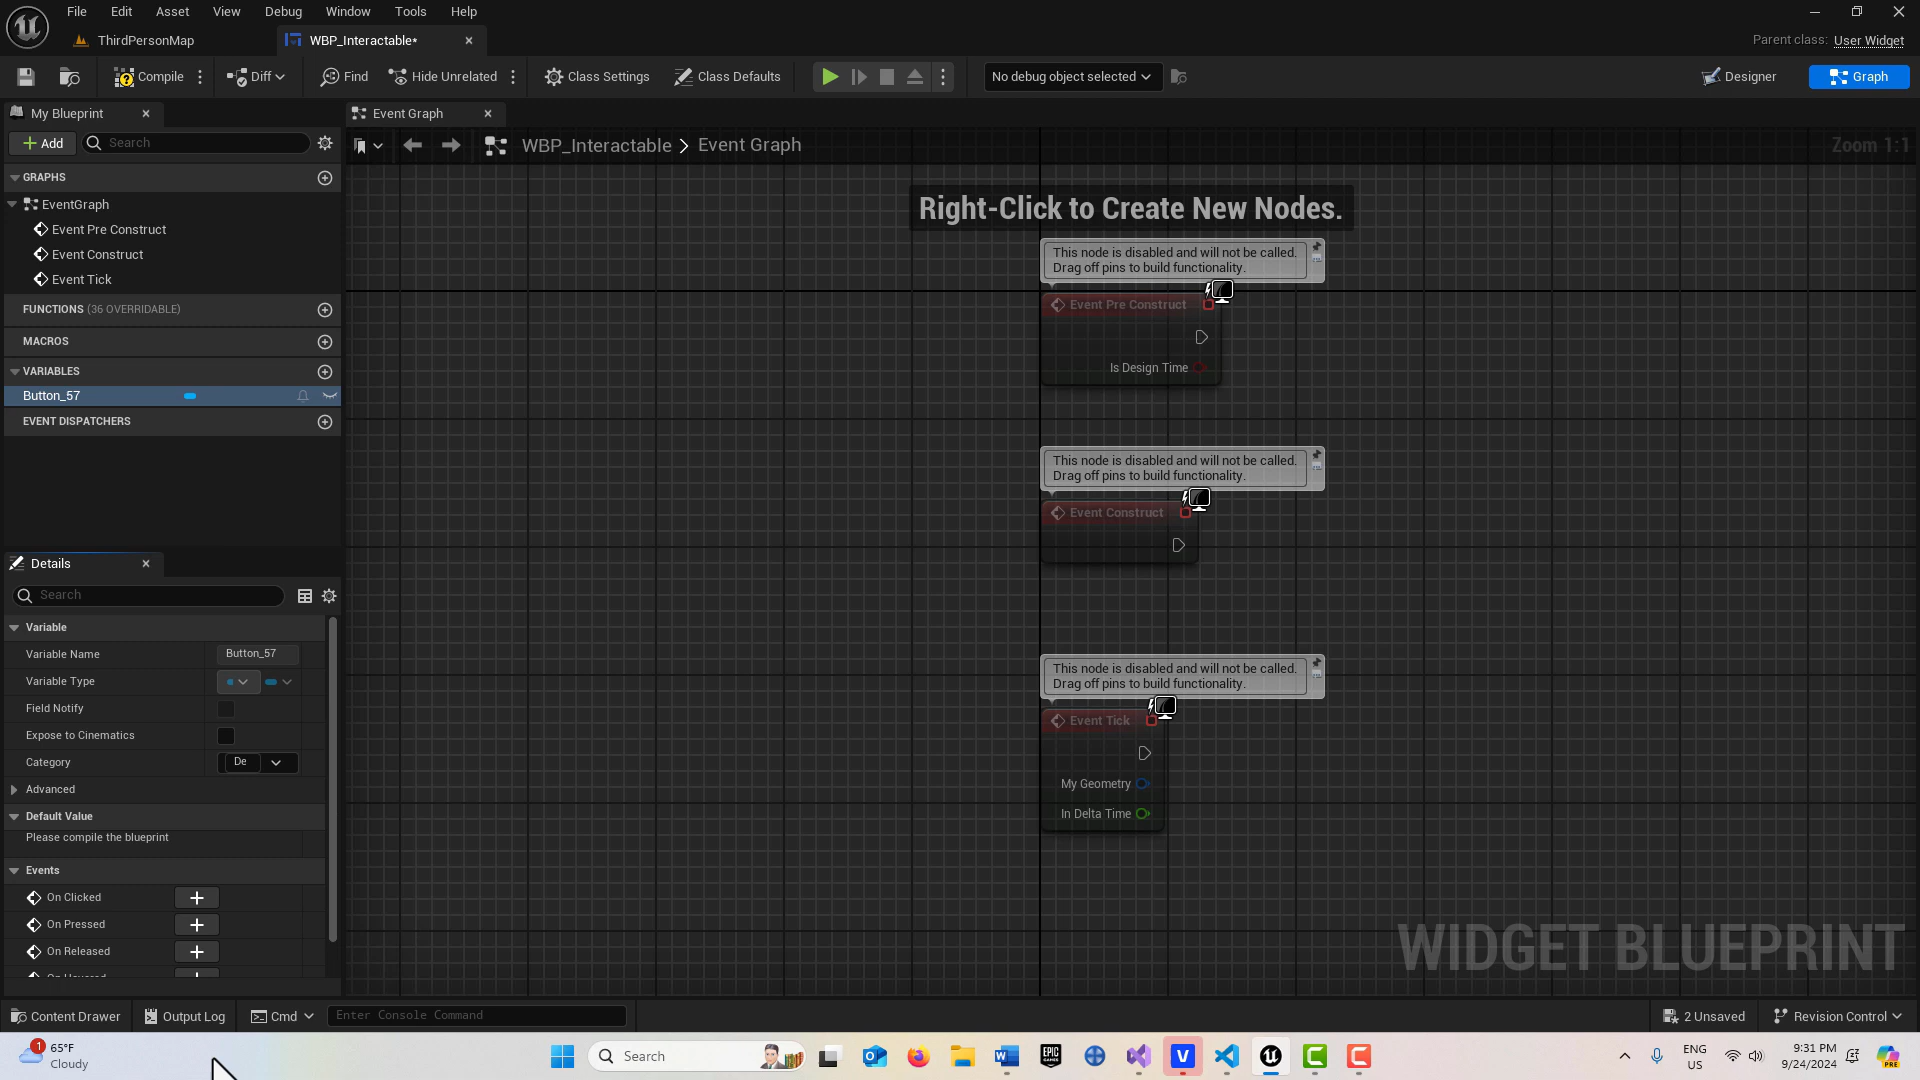 File Edit Asset View Debug Window Tools Help
ThirdPersonMap WBP_Interactable* Parent class: User Widget
Compile Diff Find Hide Unrelated Class Settings Class Defaults No debug object selected Designer Graph
My Blueprint Event Graph
Add Search WBP_Interactable > Event Graph Zoom 1:1
GRAPHS
EventGraph
Event Pre Construct
Event Construct
Event Tick
FUNCTIONS (36 OVERRIDABLE)
MACROS
VARIABLES
Button_57
EVENT DISPATCHERS
Right-Click to Create New Nodes.
This node is disabled and will not be called.
Drag off pins to build functionality.
Event Pre Construct
Is Design Time
This node is disabled and will not be called.
Drag off pins to build functionality.
Event Construct
This node is disabled and will not be called.
Drag off pins to build functionality.
Event Tick
My Geometry
In Delta Time
WIDGET BLUEPRINT
Details
Search
Variable
Variable Name Button_57
Variable Type
Field Notify
Expose to Cinematics
Category De
Advanced
Default Value
Please compile the blueprint
Events
On Clicked
On Pressed
On Released
On Hovered
Content Drawer Output Log Cmd Enter Console Command 2 Unsaved Revision Control
1 65°F
Cloudy
Search
EPIC
GAMES
ENG
US
9:31 PM
9/24/2024
PRE